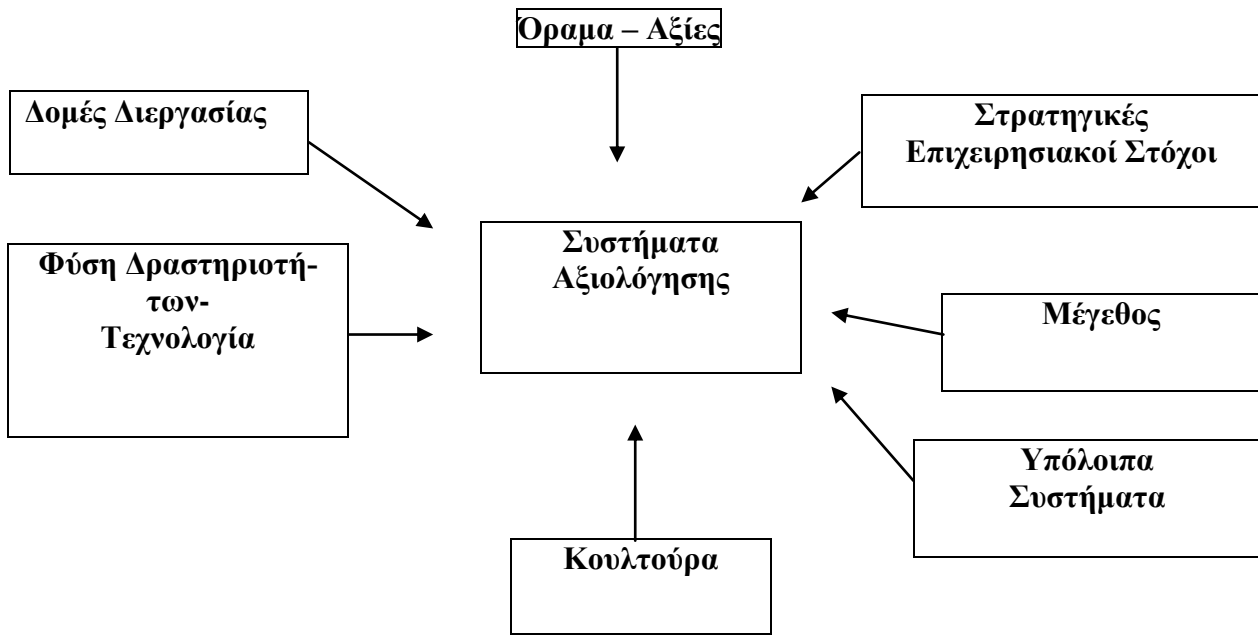 Όραμα – Αξίες
Δομές Διεργασίας
Στρατηγικές
Επιχειρησιακοί Στόχοι
Συστήματα
Αξιολόγησης
Φύση Δραστηριοτή-
των-
Τεχνολογία
Μέγεθος
Υπόλοιπα
Συστήματα
Κουλτούρα